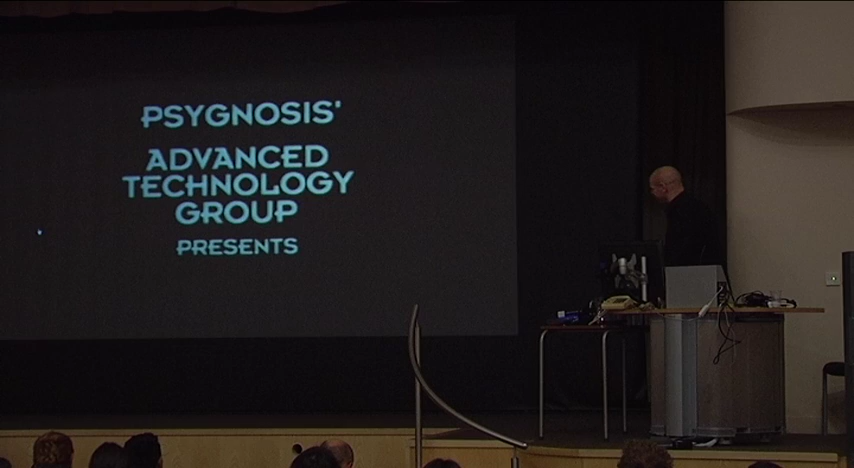 PSYGNOSIS'
ADVANCED
TECHNOLOGY
GROUP
PRESENTS